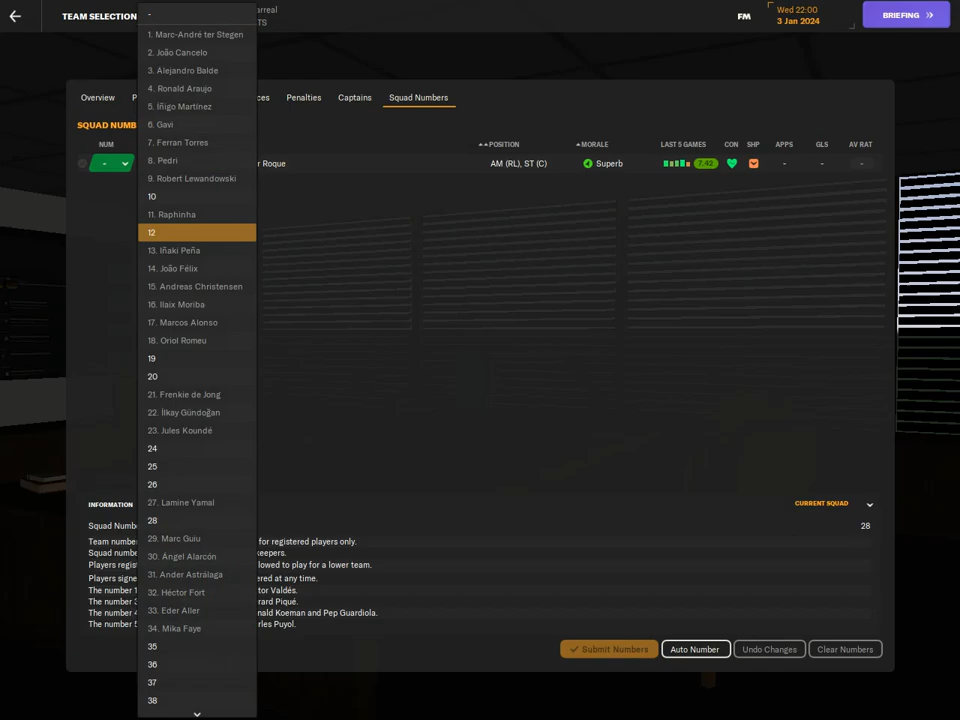 TEAM SELECTION
arreal
TS
FM
Wed 22:00
3 Jan 2024
BRIEFING
Overview
P
ces
Penalties
Captains
Squad Numbers
SQUAD NUMB
NUM
POSITION
MORALE
LAST 5 GAMES
CON
SHP
APPS
GLS
AV RAT
-
r Roque
AM (RL), ST (C)
Superb
7.42
-
-
-
-
1. Marc-André ter Stegen
2. João Cancelo
3. Alejandro Balde
4. Ronald Araujo
5. Iñigo Martínez
6. Gavi
7. Ferran Torres
8. Pedri
9. Robert Lewandowski
10
11. Raphinha
12
13. Iñaki Peña
14. João Félix
15. Andreas Christensen
16. Ilaix Moriba
17. Marcos Alonso
18. Oriol Romeu
19
20
21. Frenkie de Jong
22. İlkay Gündoğan
23. Jules Koundé
24
25
26
27. Lamine Yamal
28
29. Marc Guiu
30. Ángel Alarcón
31. Ander Astrálaga
32. Héctor Fort
33. Eder Aller
34. Mika Faye
35
36
37
38
INFORMATION
CURRENT SQUAD
Squad Numb
28
Team number
for registered players only.
Squad numbe
keepers.
Players regist
llowed to play for a lower team.
Players signe
ered at any time.
The number 1
tor Valdés.
The number 3
rard Piqué.
The number 4
nald Koeman and Pep Guardiola.
The number 5
rles Puyol.
Submit Numbers
Auto Number
Undo Changes
Clear Numbers